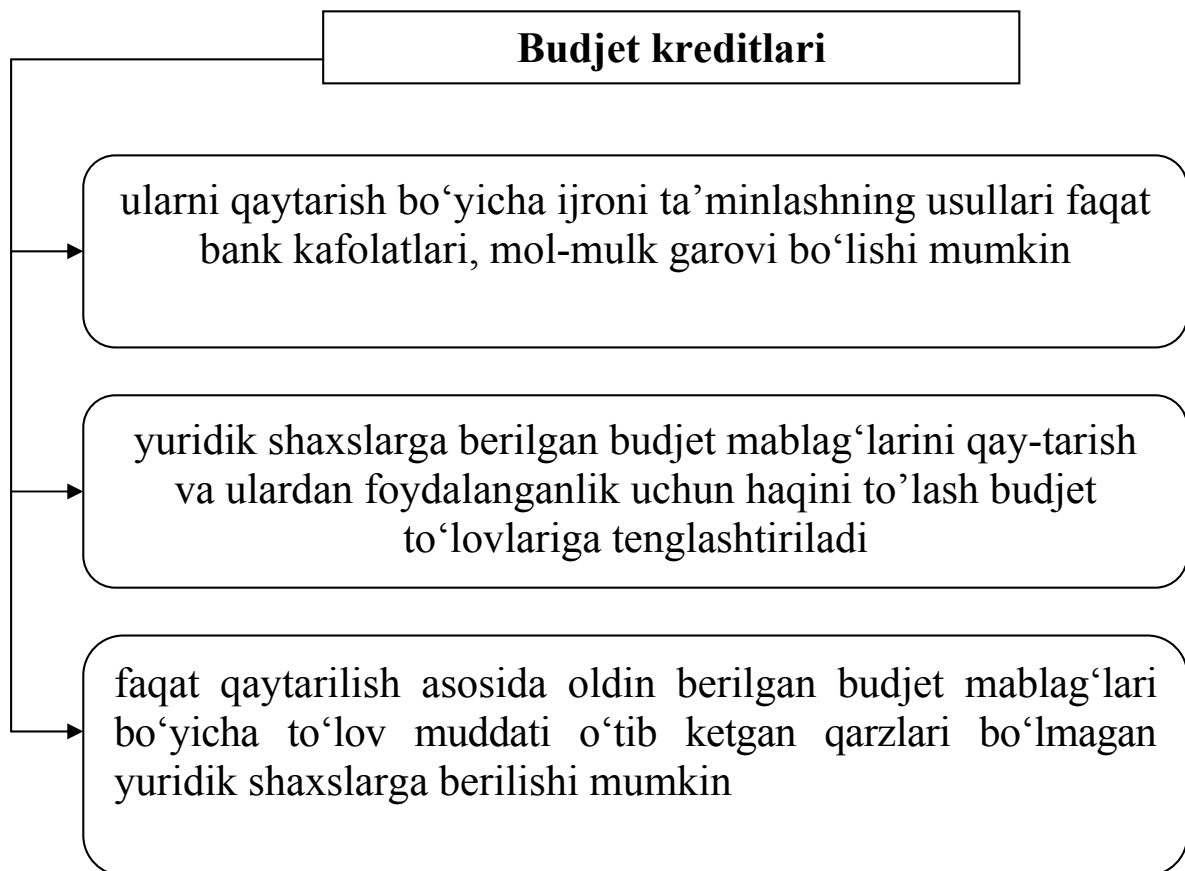 Budjet kreditlari
ularni qaytarish bo‘yicha ijroni ta’minlashning usullari faqat
bank kafolatlari, mol-mulk garovi bo‘lishi mumkin
yuridik shaxslarga berilgan budjet mablag‘larini qay-tarish
va ulardan foydalanganlik uchun haqini to’lash budjet
to‘lovlariga tenglashtiriladi
faqat qaytarilish asosida oldin berilgan budjet mablag‘lari
bo‘yicha to‘lov muddati o‘tib ketgan qarzlari bo‘lmagan
yuridik shaxslarga berilishi mumkin